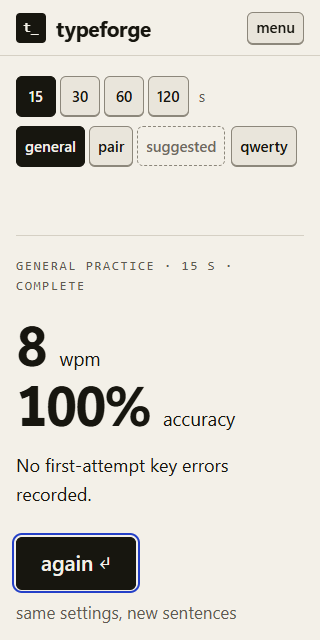 t_ typeforge menu
15 30 60 120 s
general pair suggested qwerty
GENERAL PRACTICE · 15 S ·
COMPLETE
8 wpm
100% accuracy
No first-attempt key errors
recorded.
again ↵
same settings, new sentences